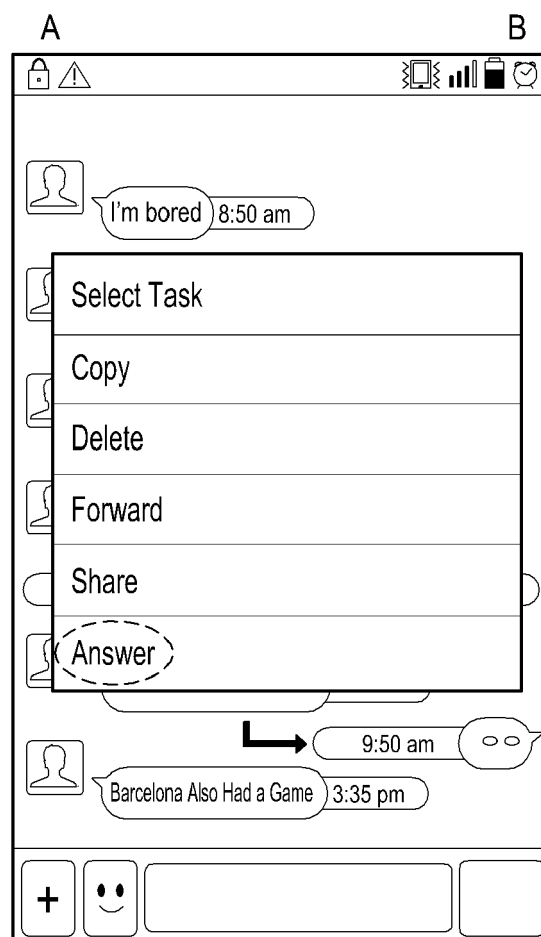 A B
I'm bored 8:50 am
Select Task
Copy
Delete
Forward
Share
Answer
9:50 am
Barcelona Also Had a Game 3:35 pm
+